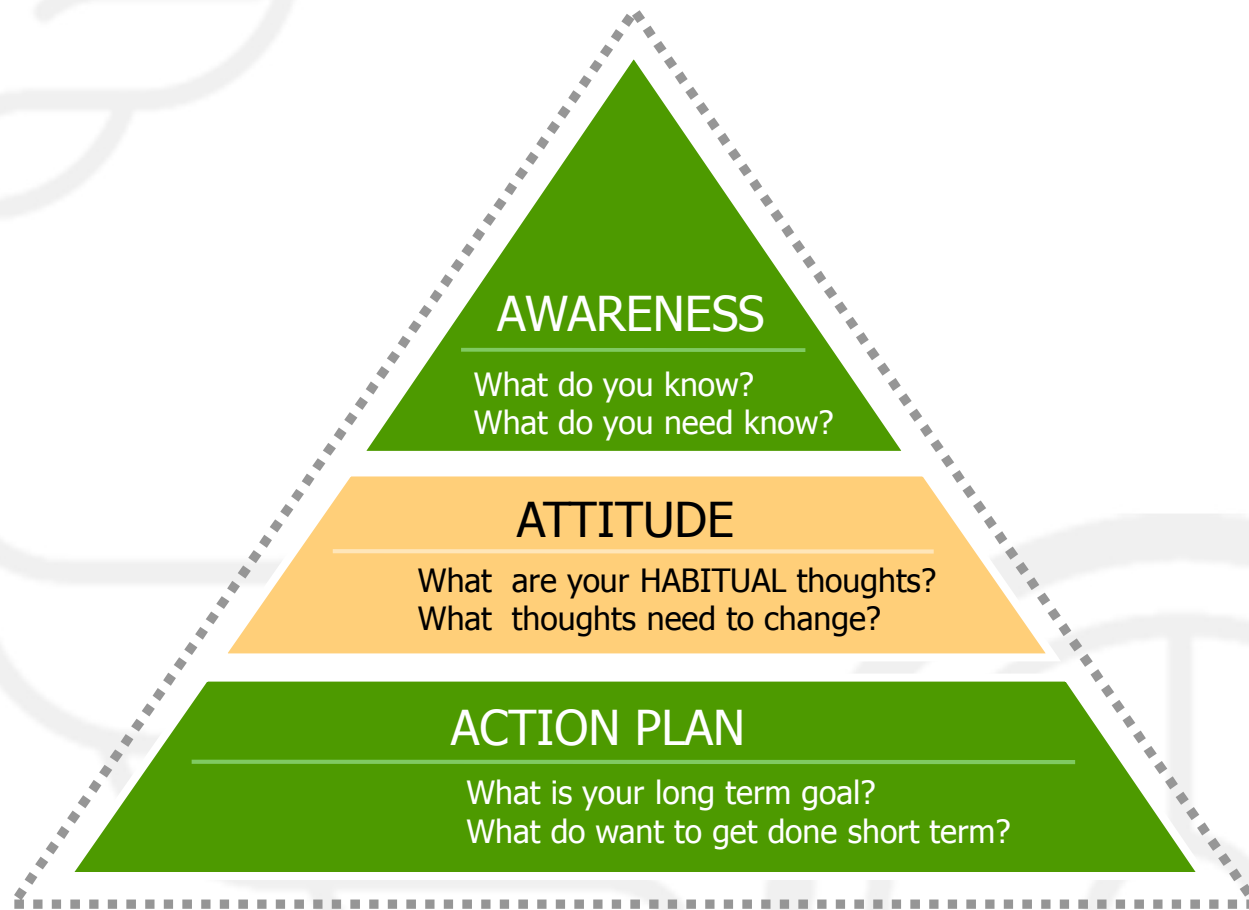 AWARENESS
What do you know?
What do you need know?
ATTITUDE
What  are your HABITUAL thoughts?
What  thoughts need to change?
ACTION PLAN
What is your long term goal?
What do want to get done short term?